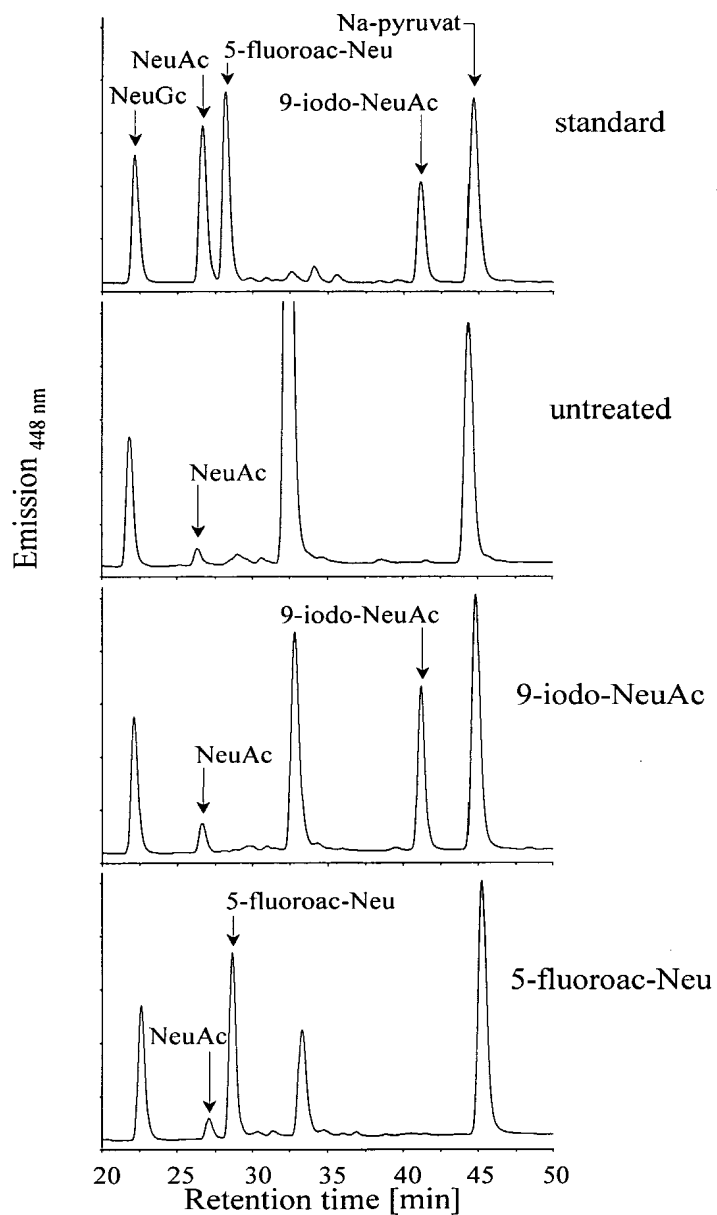 Na-pyruvat
5-fluoroac-Neu
NeuAc
NeuGc
9-iodo-NeuAc
standard
untreated
NeuAc
Emission 448 nm
9-iodo-NeuAc
9-iodo-NeuAc
NeuAc
5-fluoroac-Neu
5-fluoroac-Neu
NeuAc
20 25 30 35 40 45 50
Retention time [min]